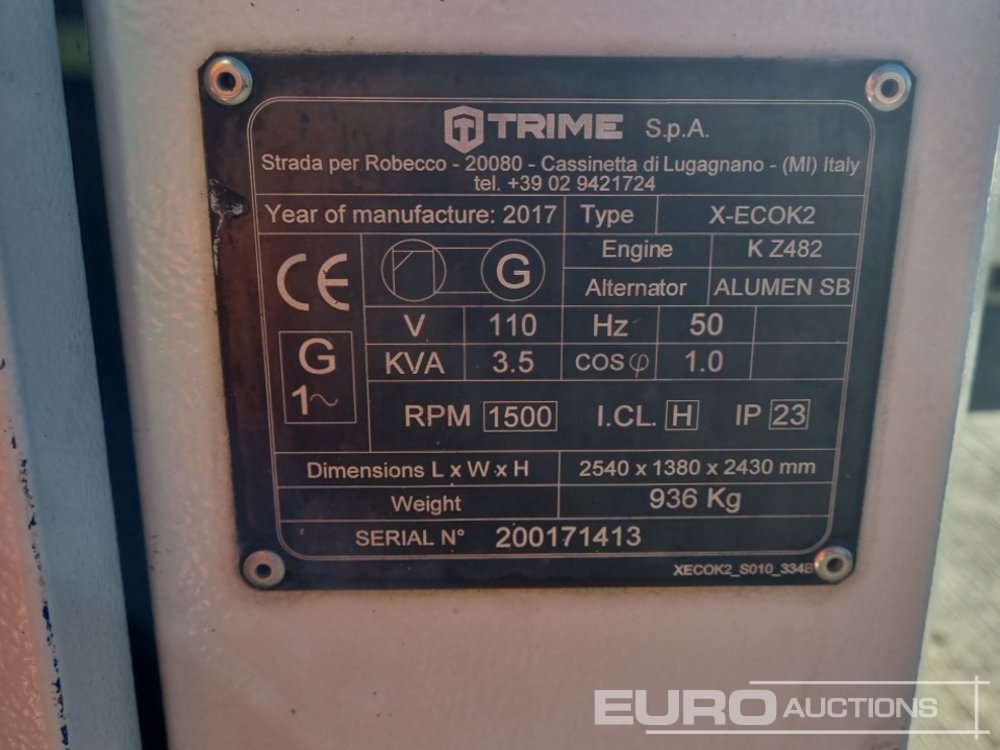 TRIME S.p.A.
Strada per Robecco - 20080 - Cassinetta di Lugagnano - (MI) Italy
tel. +39 02 9421724
Year of manufacture: 2017 Type X-ECOK2
CE G Engine K Z482
Alternator ALUMEN SB
V 110 Hz 50
KVA 3.5 COS φ 1.0
G
1~
RPM 1500 I.CL. H IP 23
Dimensions L x W x H 2540 x 1380 x 2430 mm
Weight 936 Kg
SERIAL N° 200171413
XECOK2_S010_334B
EURO AUCTIONS